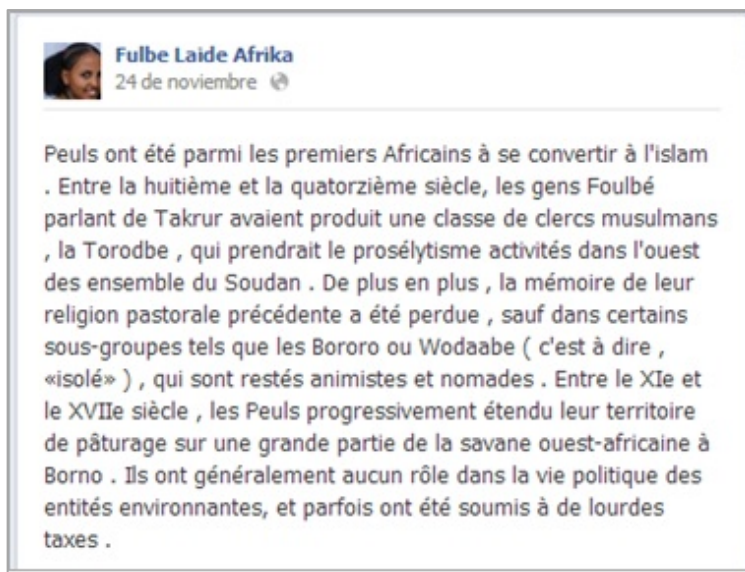 Fulbe Laide Afrika
24 de noviembre
Peuls ont été parmi les premiers Africains à se convertir à l'islam
. Entre la huitième et la quatorzième siècle, les gens Foulbé
parlant de Takrur avaient produit une classe de clercs musulmans
, la Torodbe , qui prendrait le prosélytisme activités dans l'ouest
des ensemble du Soudan . De plus en plus , la mémoire de leur
religion pastorale précédente a été perdue , sauf dans certains
sous-groupes tels que les Bororo ou Wodaabe ( c'est à dire ,
«isolé» ) , qui sont restés animistes et nomades . Entre le XIe et
le XVIIe siècle , les Peuls progressivement étendu leur territoire
de pâturage sur une grande partie de la savane ouest-africaine à
Borno . Ils ont généralement aucun rôle dans la vie politique des
entités environnantes, et parfois ont été soumis à de lourdes
taxes .